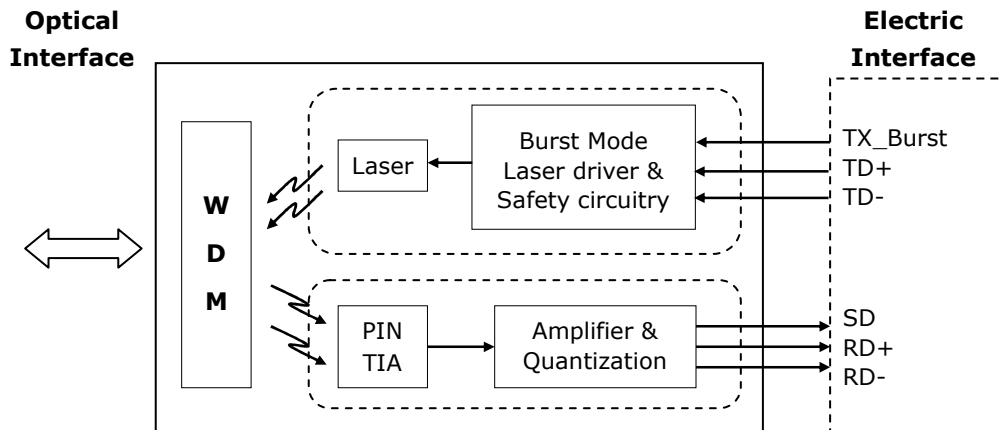 Optical
Interface
Electric
Interface
W
D
M
Laser
Burst Mode
Laser driver &
Safety circuitry
TX_Burst
TD+
TD-
PIN
TIA
Amplifier &
Quantization
SD
RD+
RD-